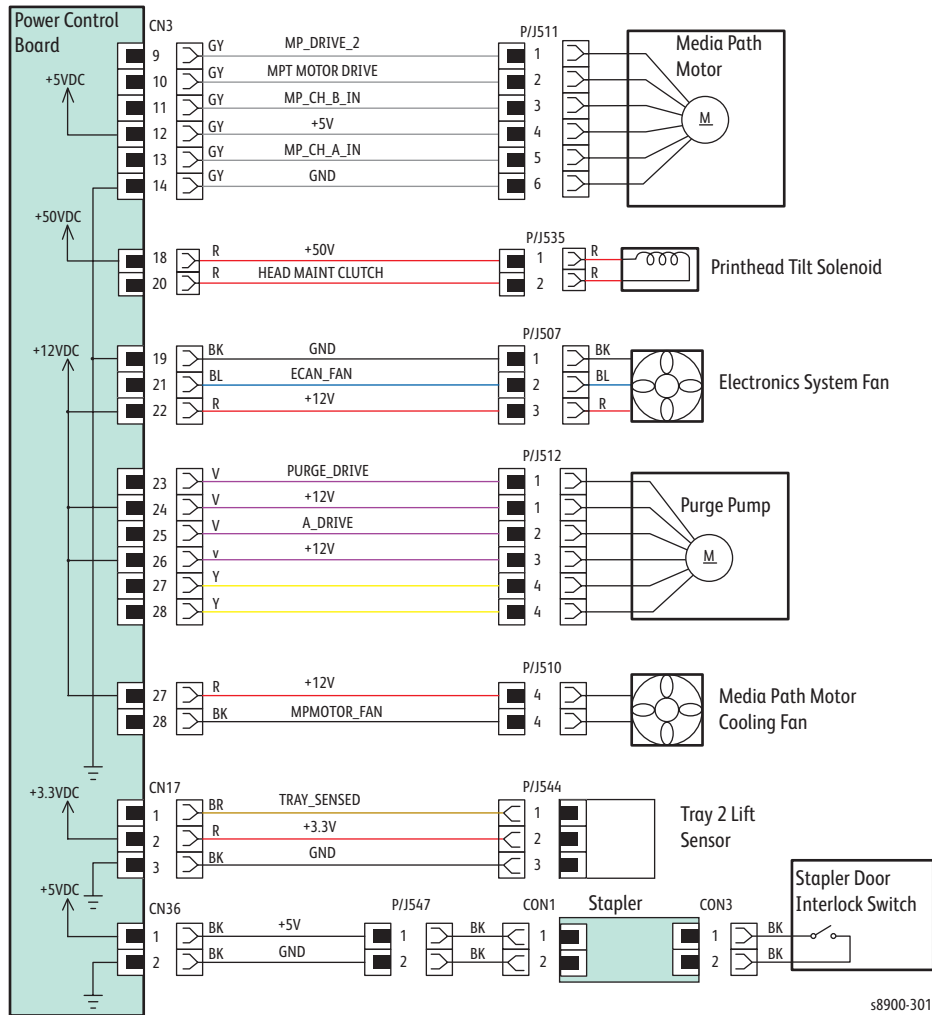 Power Control
Board
CN3
P/J511
Media Path
Motor
+5VDC
9 GY MP_DRIVE_2 1
10 GY MPT MOTOR DRIVE 2
11 GY MP_CH_B_IN 3
12 GY +5V 4
13 GY MP_CH_A_IN 5
14 GY GND 6
M
+50VDC
P/J535
18 R +50V 1 R
20 R HEAD MAINT CLUTCH 2 R
Printhead Tilt Solenoid
+12VDC
P/J507
19 BK GND 1 BK
21 BL ECAN_FAN 2 BL
22 R +12V 3 R
Electronics System Fan
P/J512
23 V PURGE_DRIVE 1
24 V +12V 1
25 V A_DRIVE 2
26 v +12V 3
27 Y 4
28 Y 4
Purge Pump
M
P/J510
27 R +12V 4
28 BK MPMOTOR_FAN 4
Media Path Motor
Cooling Fan
+3.3VDC
CN17
P/J544
1 BR TRAY_SENSED 1
2 R +3.3V 2
3 BK GND 3
Tray 2 Lift
Sensor
+5VDC
CN36
P/J547
CON1
Stapler
CON3
Stapler Door
Interlock Switch
1 BK +5V 1 BK 1 1 BK
2 BK GND 2 BK 2 2 BK
s8900-301